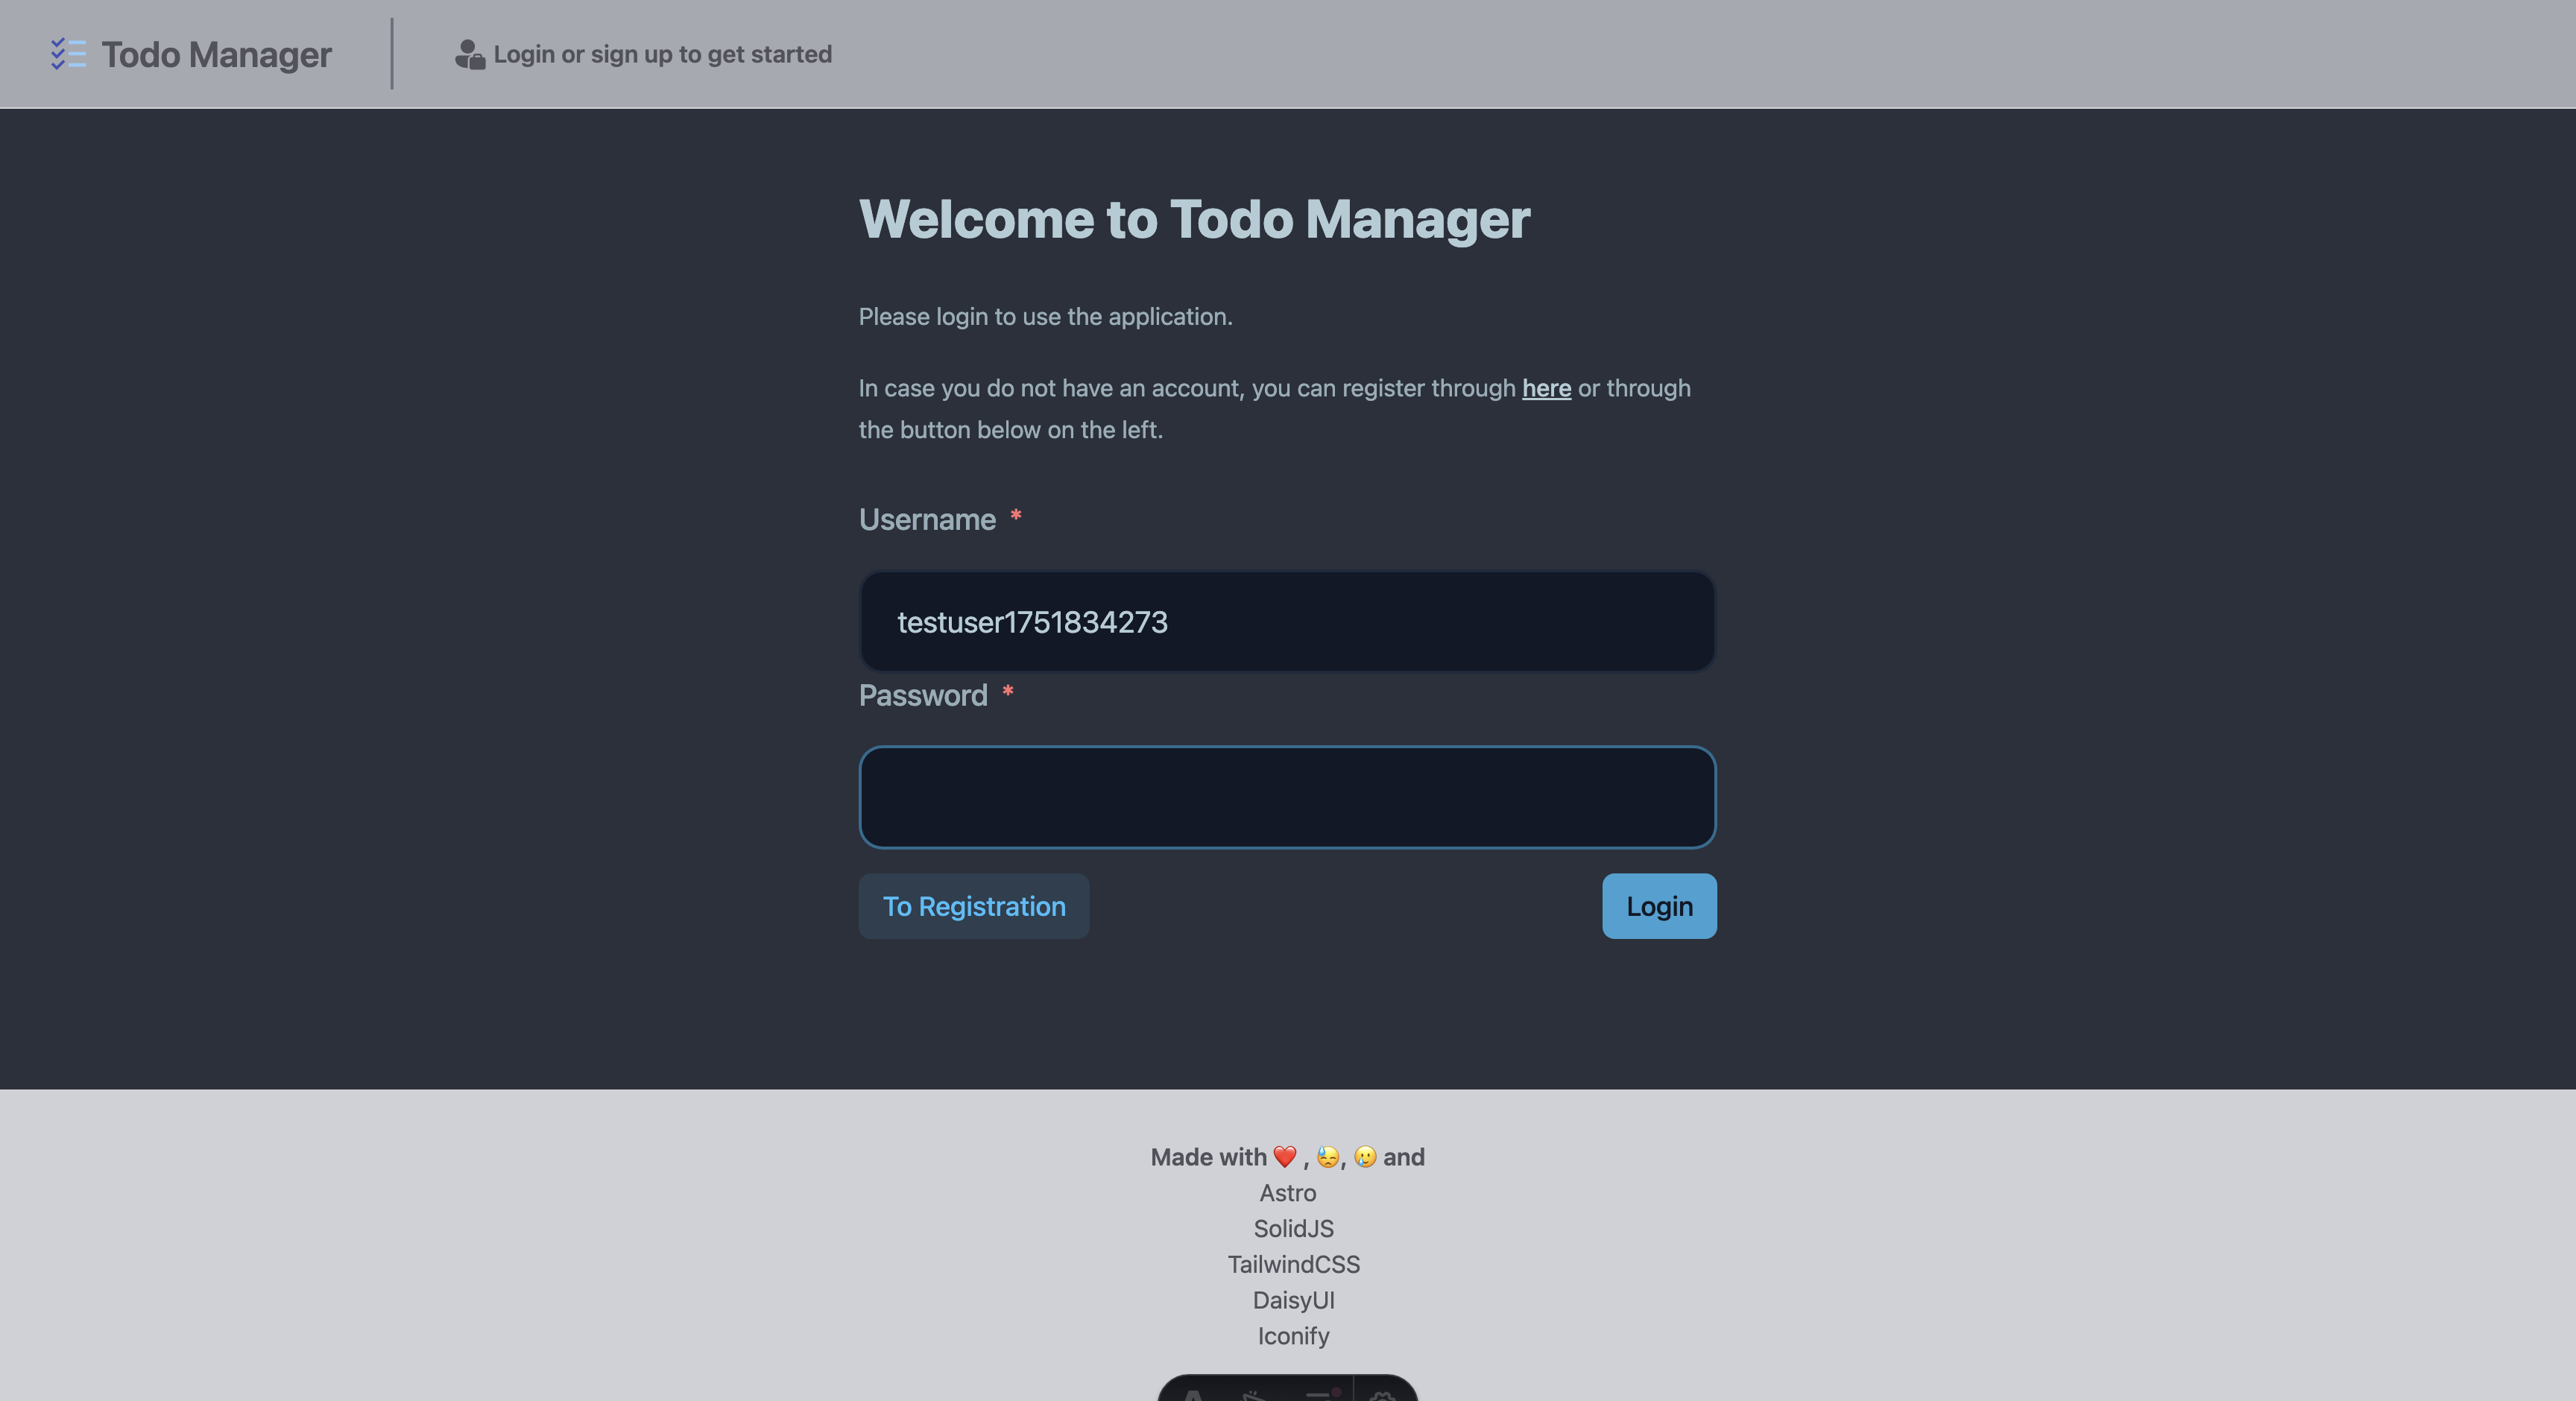 Todo Manager
Login or sign up to get started
Welcome to Todo Manager
Please login to use the application.
In case you do not have an account, you can register through here or through
the button below on the left.
Username *
testuser1751834273
Password *
To Registration
Login
Made with ❤️ , 😓, 🥲 and
Astro
SolidJS
TailwindCSS
DaisyUI
Iconify